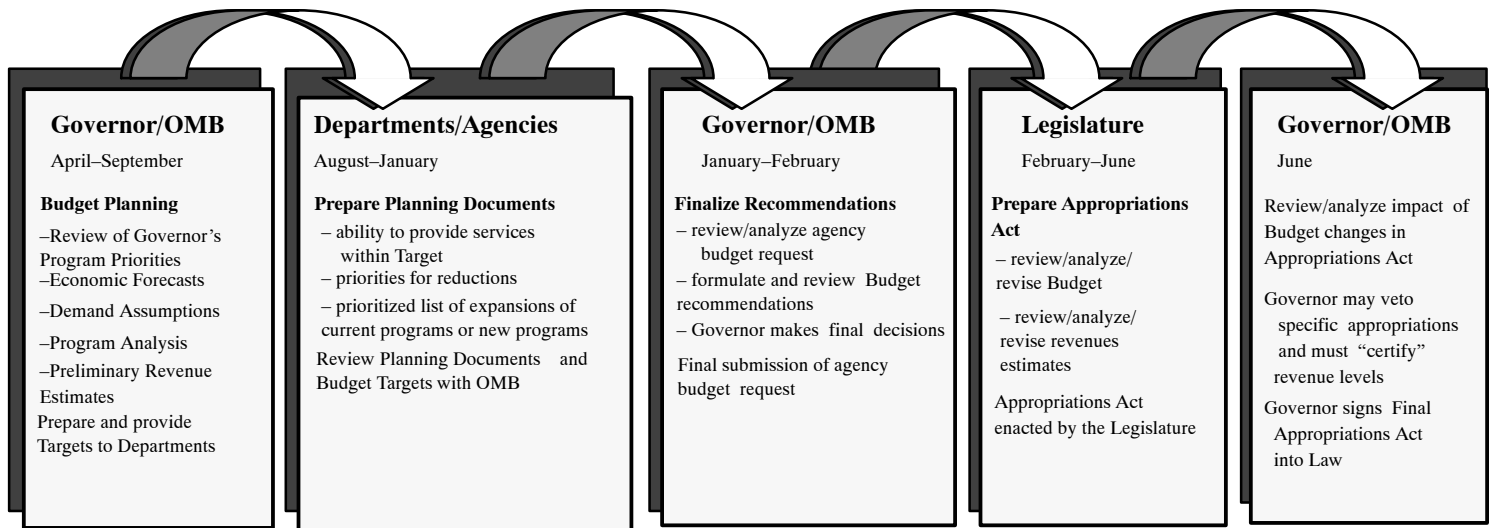 Governor/OMB
April–September
Budget Planning
–Review of Governor’s
Program Priorities
–Economic Forecasts
–Demand Assumptions
–Program Analysis
–Preliminary Revenue
Estimates
Prepare and provide
Targets to Departments
Departments/Agencies
August–January
Prepare Planning Documents
– ability to provide services
within Target
– priorities for reductions
– prioritized list of expansions of
current programs or new programs
Review Planning Documents and
Budget Targets with OMB
Governor/OMB
January–February
Finalize Recommendations
– review/analyze agency
budget request
– formulate and review Budget
recommendations
– Governor makes final decisions
Final submission of agency
budget request
Legislature
February–June
Prepare Appropriations
Act
– review/analyze/
revise Budget
– review/analyze/
revise revenues
estimates
Appropriations Act
enacted by the Legislature
Governor/OMB
June
Review/analyze impact of
Budget changes in
Appropriations Act
Governor may veto
specific appropriations
and must “certify”
revenue levels
Governor signs Final
Appropriations Act
into Law